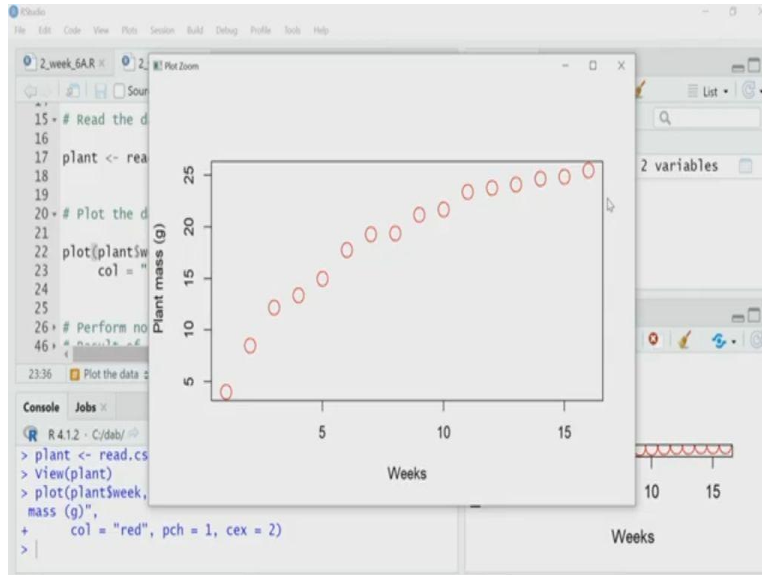 RStudio
File Edit Code View Plots Session Build Debug Profile Tools Help
2_week_6A.R × 2_
Plot Zoom
Sour
List
15 # Read the d
16
17 plant <- rea
18
19
20 # Plot the d
21
22 plot(plant$w
23 col = "
24
25
26 # Perform no
46
23:36 Plot the data
2 variables
25
20
15
10
5
Plant mass (g)
5 10 15
Weeks
Console Jobs ×
R 4.1.2 · C:/dab/
> plant <- read.cs
> View(plant)
> plot(plant$week,
mass (g)",
+ col = "red", pch = 1, cex = 2)
>
10 15
Weeks